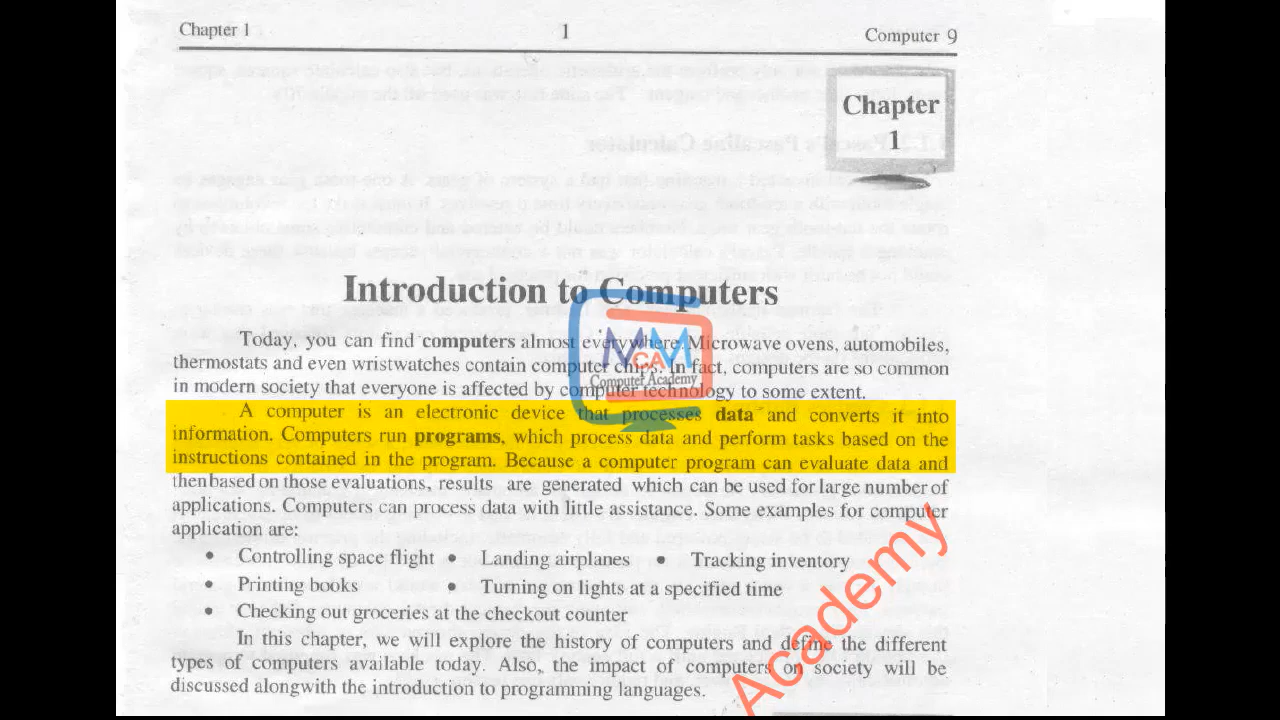 Chapter 1 1 Computer 9
Chapter
1
Introduction to Computers
Today, you can find computers almost everywhere. Microwave ovens, automobiles,
thermostats and even wristwatches contain computer chips. In fact, computers are so common
in modern society that everyone is affected by computer technology to some extent.
A computer is an electronic device that processes data and converts it into
information. Computers run programs, which process data and perform tasks based on the
instructions contained in the program. Because a computer program can evaluate data and
then based on those evaluations, results are generated which can be used for large number of
applications. Computers can process data with little assistance. Some examples for computer
application are:
• Controlling space flight • Landing airplanes • Tracking inventory
• Printing books • Turning on lights at a specified time
• Checking out groceries at the checkout counter
In this chapter, we will explore the history of computers and define the different
types of computers available today. Also, the impact of computers on society will be
discussed alongwith the introduction to programming languages.
MCAM
Computer Academy
Academy